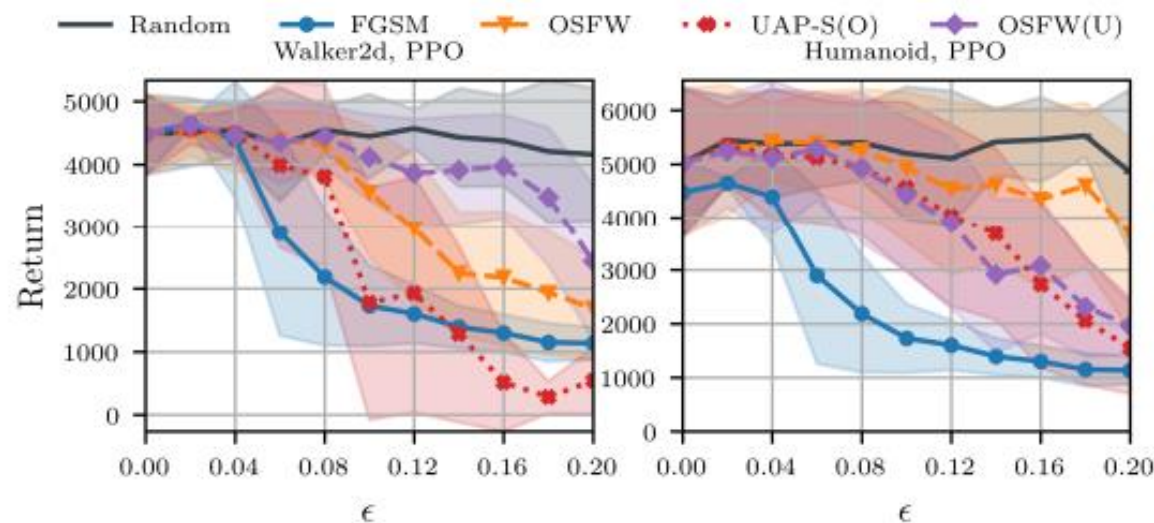 Random FGSM OSFW UAP-S(O) OSFW(U)
Walker2d, PPO Humanoid, PPO
5000
4000
3000
2000
1000
0
Return
0.00 0.04 0.08 0.12 0.16 0.20
ϵ
6000
5000
4000
3000
2000
1000
0
0.00 0.04 0.08 0.12 0.16 0.20
ϵ